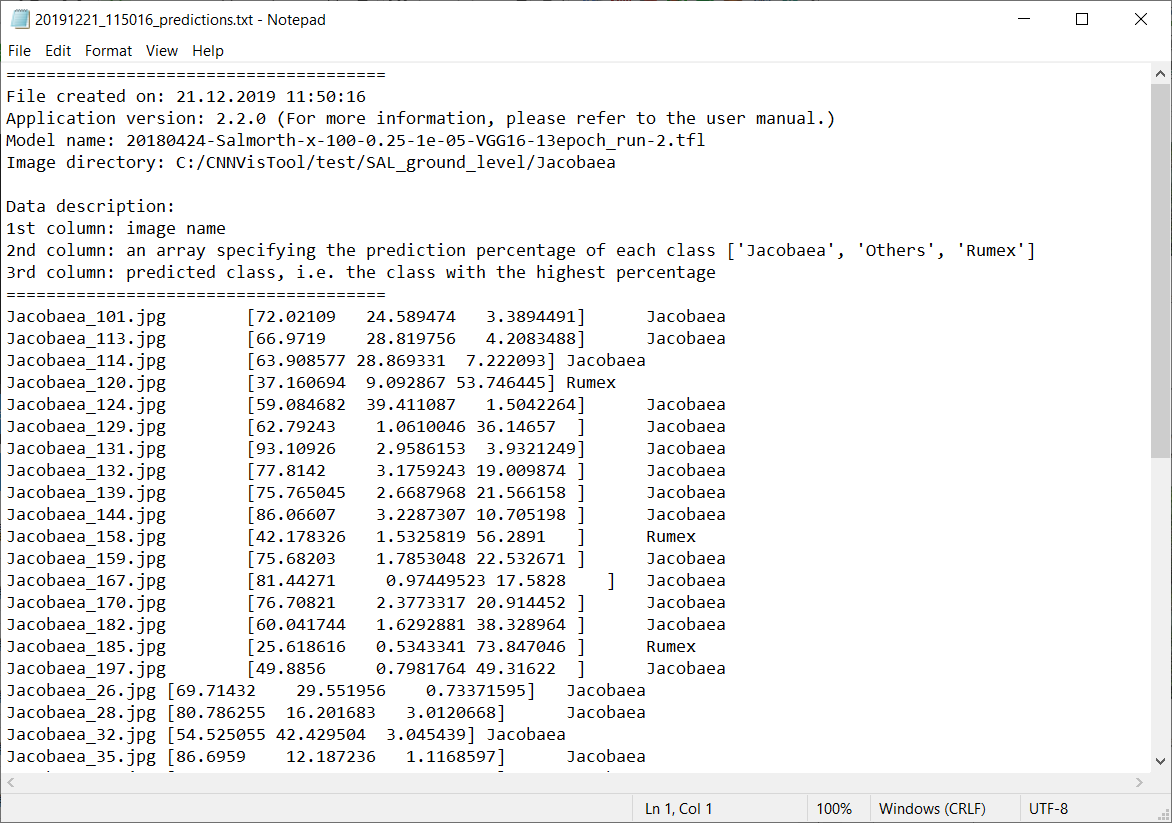 20191221_115016_predictions.txt - Notepad
File Edit Format View Help
======================================
File created on: 21.12.2019 11:50:16
Application version: 2.2.0 (For more information, please refer to the user manual.)
Model name: 20180424-Salmorth-x-100-0.25-1e-05-VGG16-13epoch_run-2.tfl
Image directory: C:/CNNVisTool/test/SAL_ground_level/Jacobaea
Data description:
1st column: image name
2nd column: an array specifying the prediction percentage of each class ['Jacobaea', 'Others', 'Rumex']
3rd column: predicted class, i.e. the class with the highest percentage
======================================
Jacobaea_101.jpg [72.02109 24.589474 3.3894491] Jacobaea
Jacobaea_113.jpg [66.9719 28.819756 4.2083488] Jacobaea
Jacobaea_114.jpg [63.908577 28.869331 7.222093] Jacobaea
Jacobaea_120.jpg [37.160694 9.092867 53.746445] Rumex
Jacobaea_124.jpg [59.084682 39.411087 1.5042264] Jacobaea
Jacobaea_129.jpg [62.79243 1.0610046 36.14657 ] Jacobaea
Jacobaea_131.jpg [93.10926 2.9586153 3.9321249] Jacobaea
Jacobaea_132.jpg [77.8142 3.1759243 19.009874 ] Jacobaea
Jacobaea_139.jpg [75.765045 2.6687968 21.566158 ] Jacobaea
Jacobaea_144.jpg [86.06607 3.2287307 10.705198 ] Jacobaea
Jacobaea_158.jpg [42.178326 1.5325819 56.2891 ] Rumex
Jacobaea_159.jpg [75.68203 1.7853048 22.532671 ] Jacobaea
Jacobaea_167.jpg [81.44271 0.97449523 17.5828 ] Jacobaea
Jacobaea_170.jpg [76.70821 2.3773317 20.914452 ] Jacobaea
Jacobaea_182.jpg [60.041744 1.6292881 38.328964 ] Jacobaea
Jacobaea_185.jpg [25.618616 0.5343341 73.847046 ] Rumex
Jacobaea_197.jpg [49.8856 0.7981764 49.31622 ] Jacobaea
Jacobaea_26.jpg [69.71432 29.551956 0.73371595] Jacobaea
Jacobaea_28.jpg [80.786255 16.201683 3.0120668] Jacobaea
Jacobaea_32.jpg [54.525055 42.429504 3.045439] Jacobaea
Jacobaea_35.jpg [86.6959 12.187236 1.1168597] Jacobaea
Ln 1, Col 1 100% Windows (CRLF) UTF-8